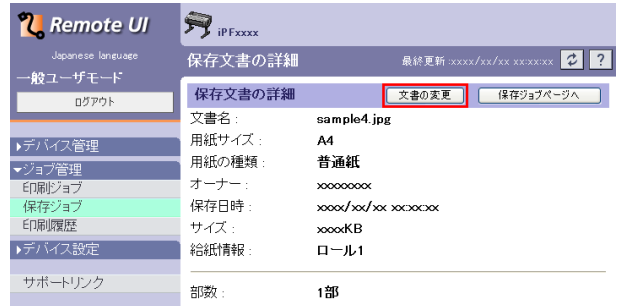 Remote UI
Japanese language
一般ユーザモード
ログアウト
▶デバイス管理
▼ジョブ管理
印刷ジョブ
保存ジョブ
印刷履歴
▶デバイス設定
サポートリンク
iPFxxxx
保存文書の詳細
最終更新 :xxxx/xx/xx xx:xx:xx
?
保存文書の詳細
文書の変更
保存ジョブページへ
文書名 : sample4.jpg
用紙サイズ : A4
用紙の種類 : 普通紙
オーナー : xxxxxxxx
保存日時 : xxxx/xx/xx xx:xx:xx
サイズ : xxxxKB
給紙情報 : ロール1
部数 : 1部